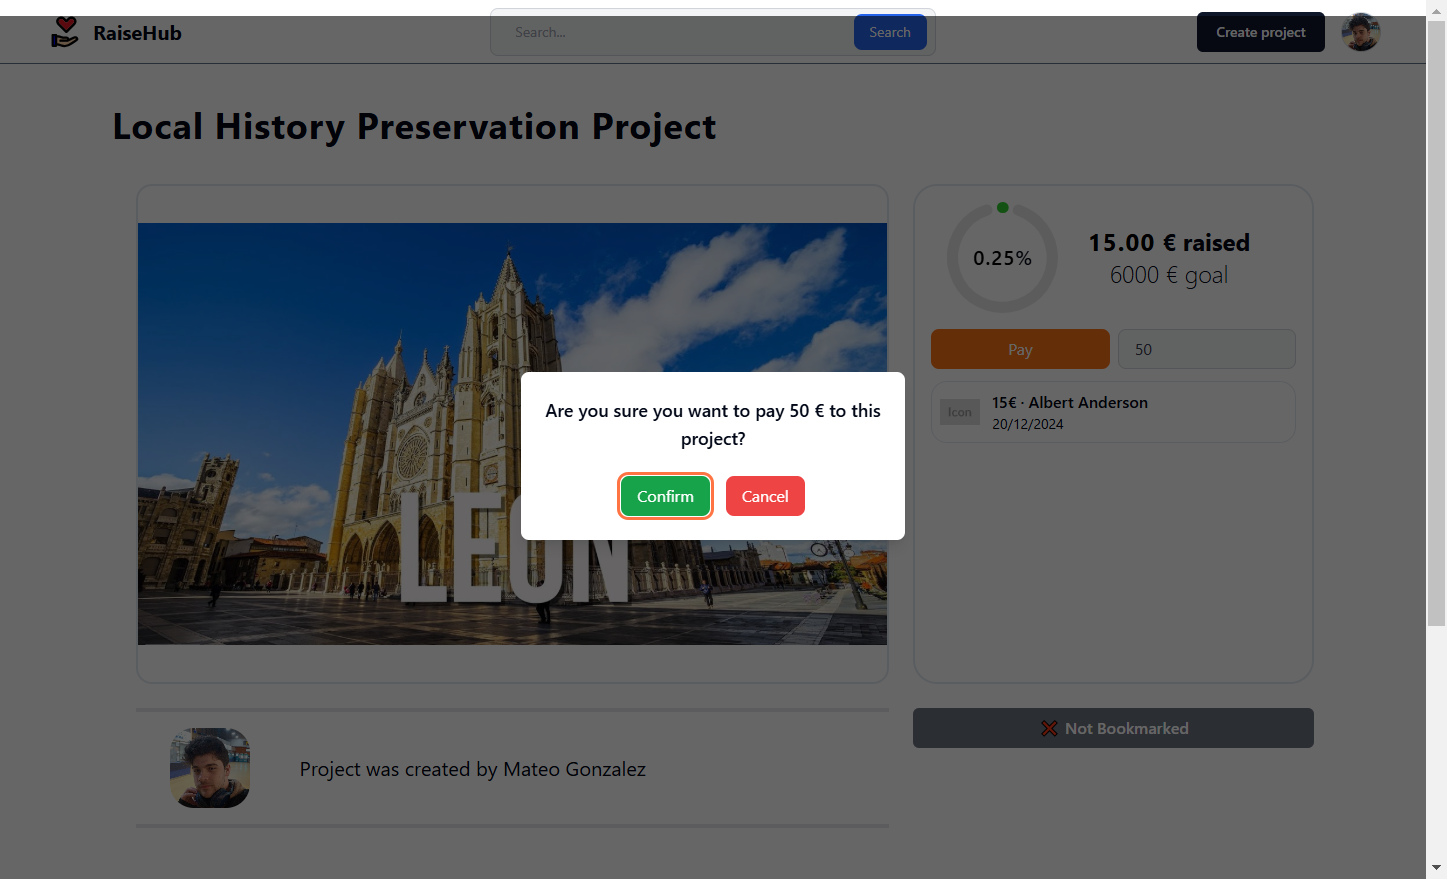 RaiseHub
Search...
Search
Create project
Local History Preservation Project
LEON
0.25%
15.00 € raised
6000 € goal
Pay
50
Icon
15€ · Albert Anderson
20/12/2024
Are you sure you want to pay 50 € to this
project?
Confirm
Cancel
Project was created by Mateo Gonzalez
❌ Not Bookmarked